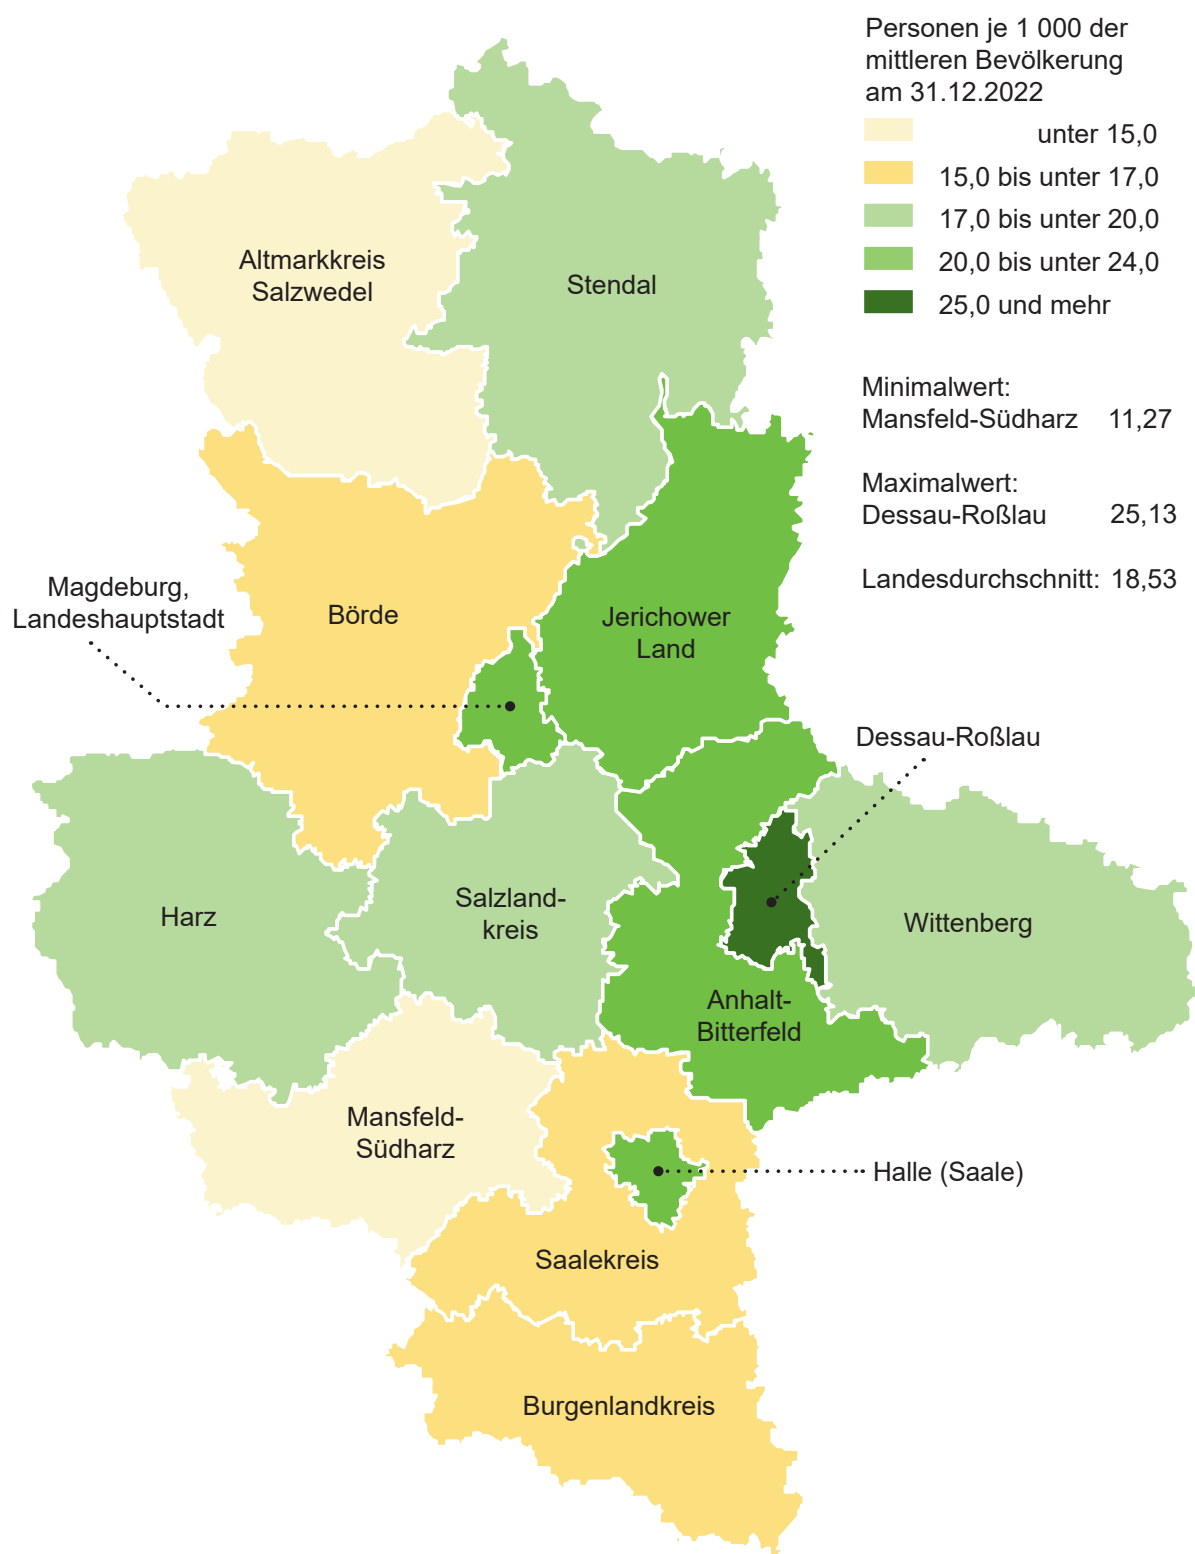 Personen je 1 000 der
mittleren Bevölkerung
am 31.12.2022
unter 15,0
15,0 bis unter 17,0
17,0 bis unter 20,0
20,0 bis unter 24,0
25,0 und mehr
Minimalwert:
Mansfeld-Südharz 11,27
Maximalwert:
Dessau-Roßlau 25,13
Landesdurchschnitt: 18,53
Altmarkkreis
Salzwedel
Stendal
Magdeburg,
Landeshauptstadt
Börde
Jerichower
Land
Dessau-Roßlau
Harz
Salzland-
kreis
Wittenberg
Anhalt-
Bitterfeld
Mansfeld-
Südharz
Halle (Saale)
Saalekreis
Burgenlandkreis